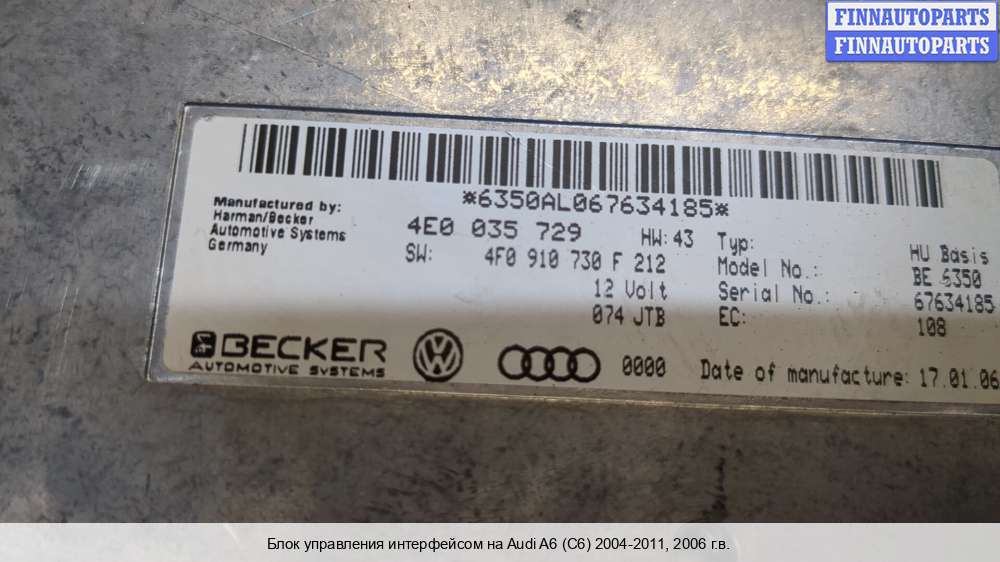 FINNAUTOPARTS
FINNAUTOPARTS
*6350AL067634185*
Manufactured by:
Harman/Becker
Automotive Systems
Germany
4E0 035 729 HW: 43
SW: 4F0 910 730 F 212
12 Volt
074 JTB
Typ: HU Basis
Model No.: BE 6350
Serial No.: 67634185
EC: 108
BECKER
AUTOMOTIVE SYSTEMS
0000
Date of manufacture: 17.01.06
Блок управления интерфейсом на Audi A6 (C6) 2004-2011, 2006 г.в.